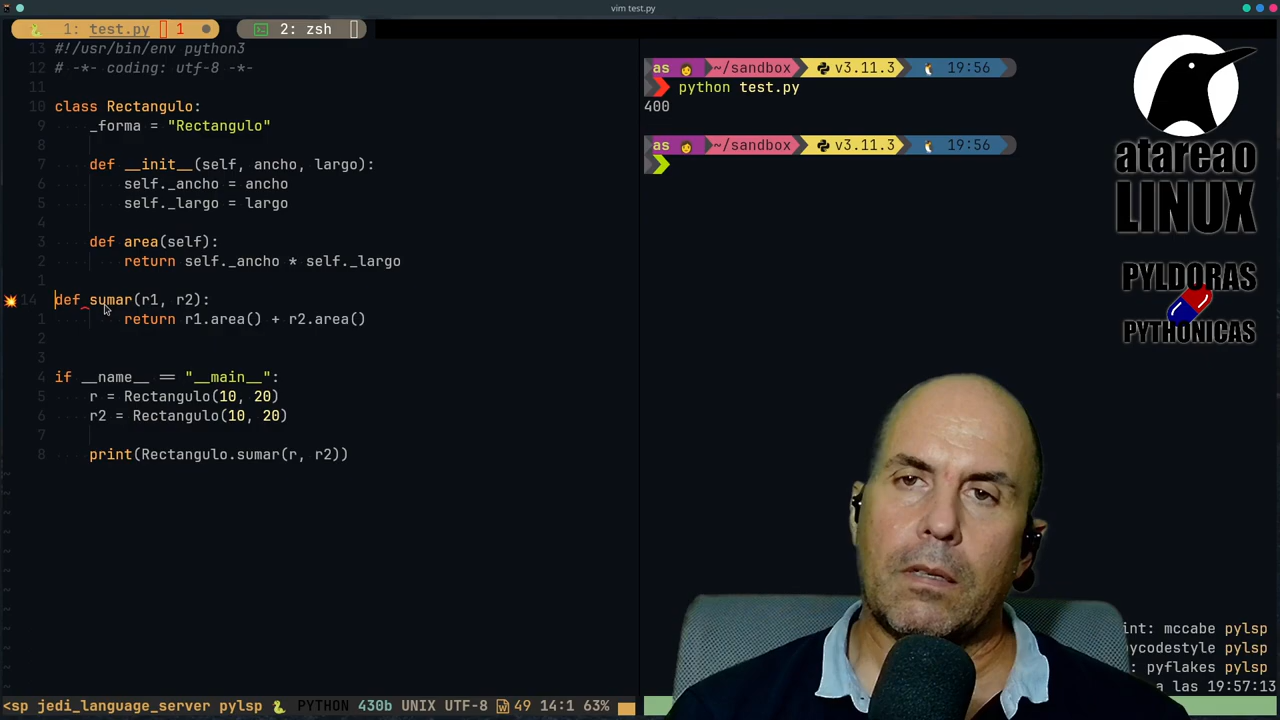 vim test.py
1: test.py 1
2: zsh
13 #!/usr/bin/env python3
12 # -*- coding: utf-8 -*-
11
10 class Rectangulo:
9 _forma = "Rectangulo"
8
7 def __init__(self, ancho, largo):
6 self._ancho = ancho
5 self._largo = largo
4
3 def area(self):
2 return self._ancho * self._largo
1
14 def sumar(r1, r2):
1 return r1.area() + r2.area()
2
3
4 if __name__ == "__main__":
5 r = Rectangulo(10, 20)
6 r2 = Rectangulo(10, 20)
7
8 print(Rectangulo.sumar(r, r2))
<sp jedi_language_server pylsp PYTHON 430b UNIX UTF-8 49 14:1 63%
as ~/sandbox v3.11.3 19:56
python test.py
400
as ~/sandbox v3.11.3 19:56
atareao
LINUX
PYLDORAS
PYTHONICAS
int: mccabe pylsp
ycodestyle pylsp
: pyflakes pylsp
a las 19:57:13